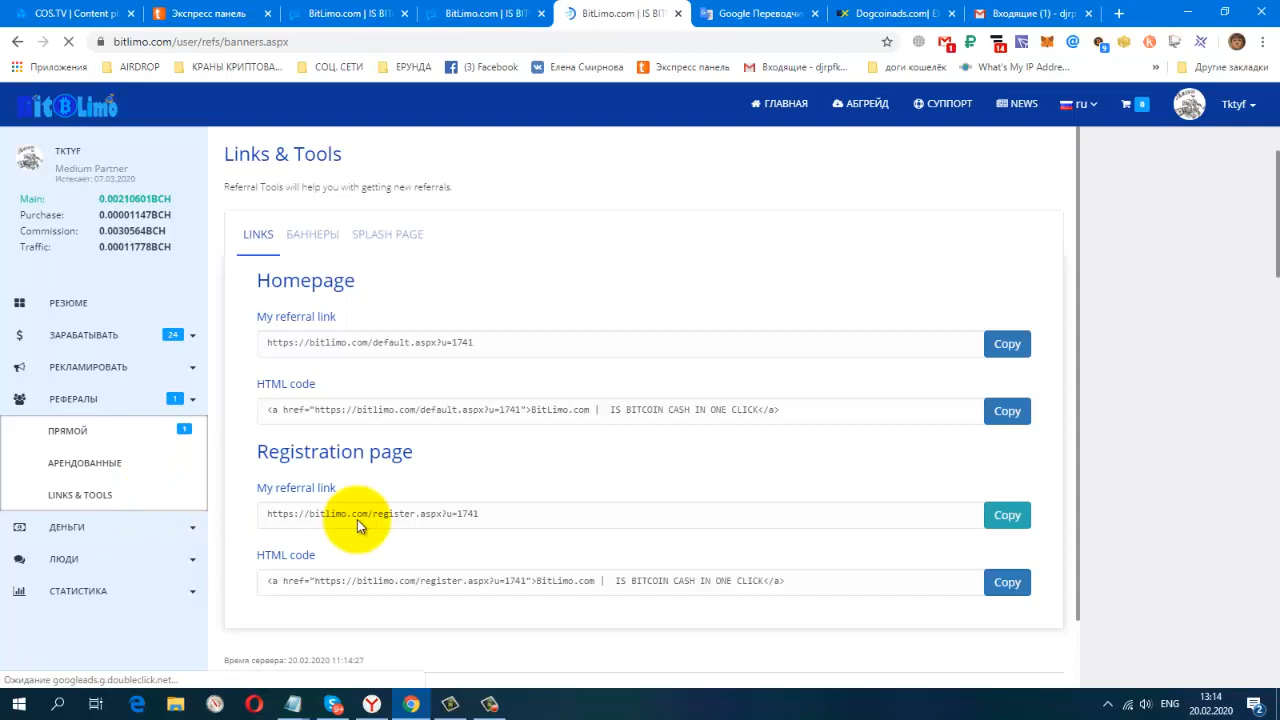 COS.TV | Content pl
Экспресс панель
BitLimo.com | IS BIT
BitLimo.com | IS BIT
BitLimo.com | IS BIT
Google Переводчи
Dogcoinads.com| E
Входящие (1) - djrp
bitlimo.com/user/refs/banners.aspx
1
14
9
Приложения
AIRDROP
КРАНЫ КРИПТОВА...
СОЦ. СЕТИ
ЕРУНДА
(3) Facebook
Елена Смирнова
Экспресс панель
Входящие - djrpfk...
доги кошелёк
What's My IP Addre...
»
Другие закладки
BitLimo
ГЛАВНАЯ
АБГРЕЙД
СУППОРТ
NEWS
ru
0
Tktyf
TKTYF
Medium Partner
Истекает: 07.03.2020
Main: 0.00210601BCH
Purchase: 0.00001147BCH
Commission: 0.0030564BCH
Traffic: 0.00011778BCH
РЕЗЮМЕ
ЗАРАБАТЫВАТЬ 24
РЕКЛАМИРОВАТЬ
РЕФЕРАЛЫ 1
ПРЯМОЙ 1
АРЕНДОВАННЫЕ
LINKS & TOOLS
ДЕНЬГИ
ЛЮДИ
СТАТИСТИКА
Links & Tools
Referral Tools will help you with getting new referrals.
LINKS БАННЕРЫ SPLASH PAGE
Homepage
My referral link
https://bitlimo.com/default.aspx?u=1741
Copy
HTML code
<a href="https://bitlimo.com/default.aspx?u=1741">BitLimo.com | IS BITCOIN CASH IN ONE CLICK</a>
Copy
Registration page
My referral link
https://bitlimo.com/register.aspx?u=1741
Copy
HTML code
<a href="https://bitlimo.com/register.aspx?u=1741">BitLimo.com | IS BITCOIN CASH IN ONE CLICK</a>
Copy
Время сервера: 20.02.2020 11:14:27
Ожидание googleads.g.doubleclick.net...
ENG
13:14
20.02.2020
2